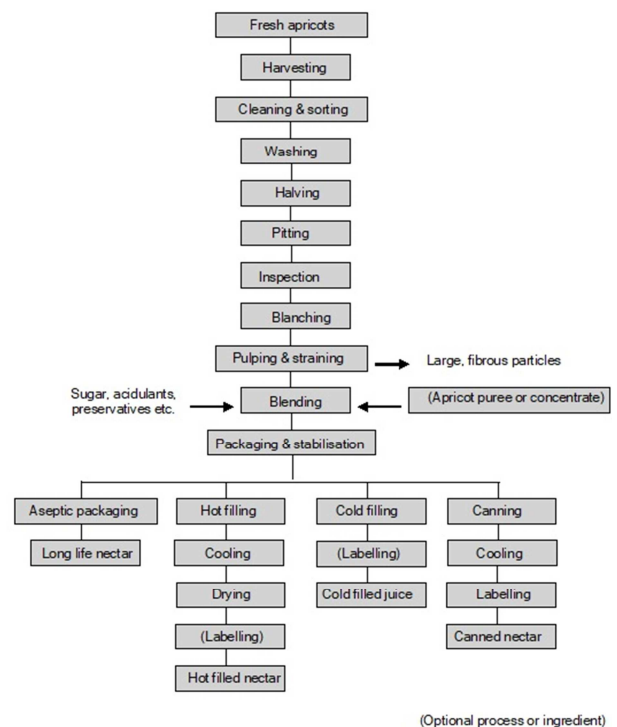 Fresh apricots
Harvesting
Cleaning & sorting
Washing
Halving
Pitting
Inspection
Blanching
Pulping & straining
Large, fibrous particles
Sugar, acidulants,
preservatives etc.
Blending
(Apricot puree or concentrate)
Packaging & stabilisation
Aseptic packaging
Long life nectar
Hot filling
Cooling
Drying
(Labelling)
Hot filled nectar
Cold filling
(Labelling)
Cold filled juice
Canning
Cooling
Labelling
Canned nectar
(Optional process or ingredient)